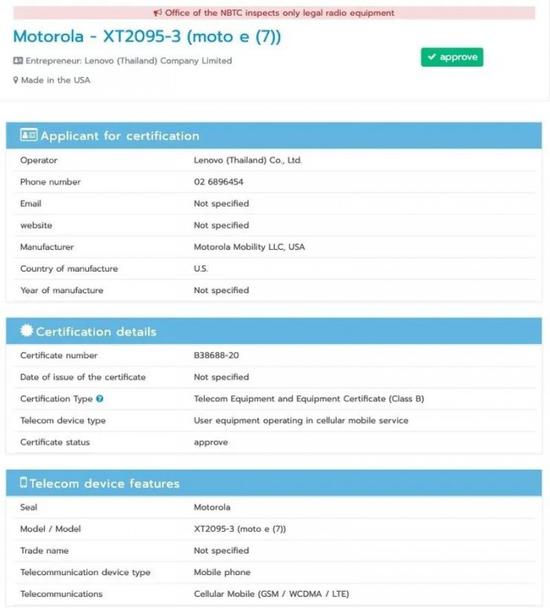 Office of the NBTC inspects only legal radio equipment
Motorola - XT2095-3 (moto e (7))
Entrepreneur: Lenovo (Thailand) Company Limited
approve
Made in the USA
Applicant for certification
Operator Lenovo (Thailand) Co., Ltd.
Phone number 02 6896454
Email Not specified
website Not specified
Manufacturer Motorola Mobility LLC, USA
Country of manufacture U.S.
Year of manufacture Not specified
Certification details
Certificate number B38688-20
Date of issue of the certificate Not specified
Certification Type Telecom Equipment and Equipment Certificate (Class B)
Telecom device type User equipment operating in cellular mobile service
Certificate status approve
Telecom device features
Seal Motorola
Model / Model XT2095-3 (moto e (7))
Trade name Not specified
Telecommunication device type Mobile phone
Telecommunications Cellular Mobile (GSM / WCDMA / LTE)